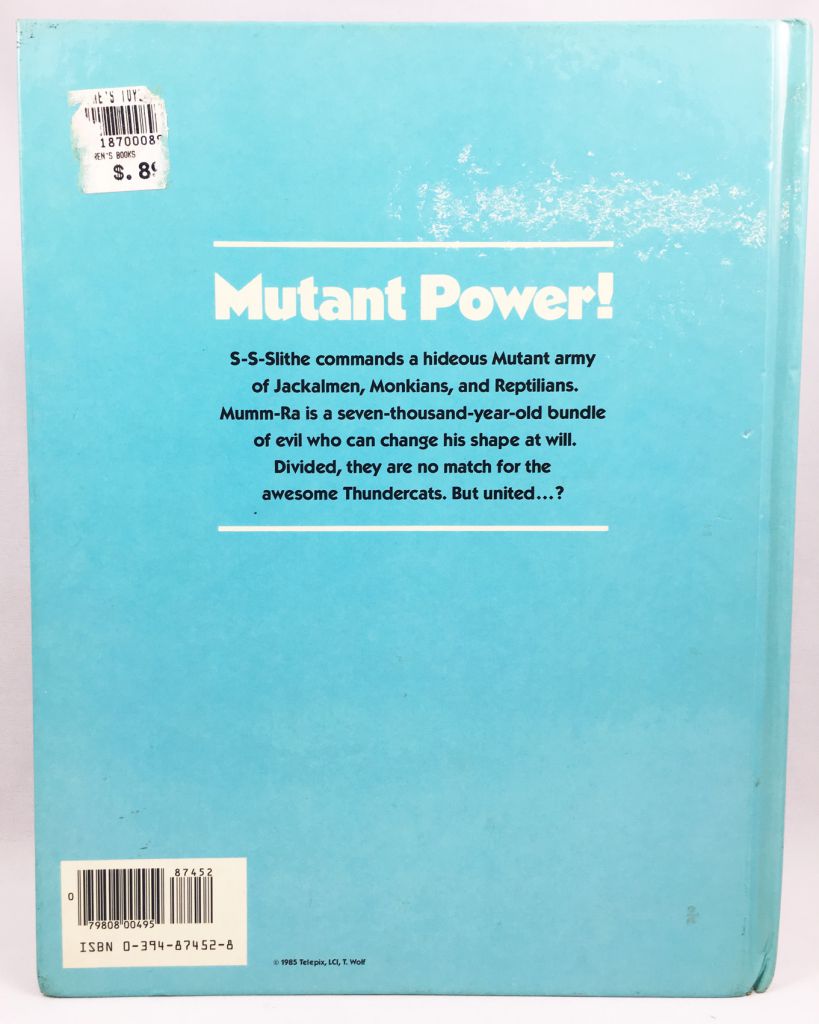 18700089
$.89
Mutant Power!
S-S-Slithe commands a hideous Mutant army
of Jackalmen, Monkians, and Reptilians.
Mumm-Ra is a seven-thousand-year-old bundle
of evil who can change his shape at will.
Divided, they are no match for the
awesome Thundercats. But united...?
87452
0
79808 00495
ISBN 0-394-87452-8
© 1985 Telepix, LCI, T. Wolf